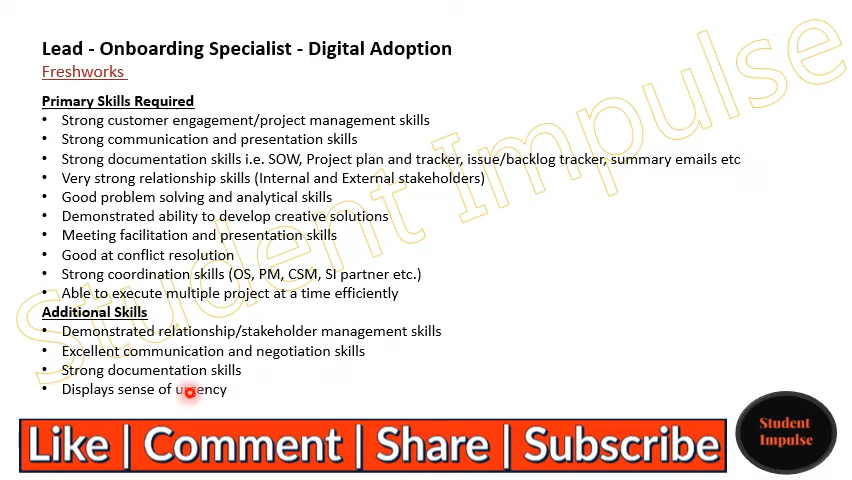 Lead - Onboarding Specialist - Digital Adoption
Freshworks
Primary Skills Required
• Strong customer engagement/project management skills
• Strong communication and presentation skills
• Strong documentation skills i.e. SOW, Project plan and tracker, issue/backlog tracker, summary emails etc
• Very strong relationship skills (Internal and External stakeholders)
• Good problem solving and analytical skills
• Demonstrated ability to develop creative solutions
• Meeting facilitation and presentation skills
• Good at conflict resolution
• Strong coordination skills (OS, PM, CSM, SI partner etc.)
• Able to execute multiple project at a time efficiently
Additional Skills
• Demonstrated relationship/stakeholder management skills
• Excellent communication and negotiation skills
• Strong documentation skills
• Displays sense of urgency
Student Impulse
Like | Comment | Share | Subscribe
Student
Impulse